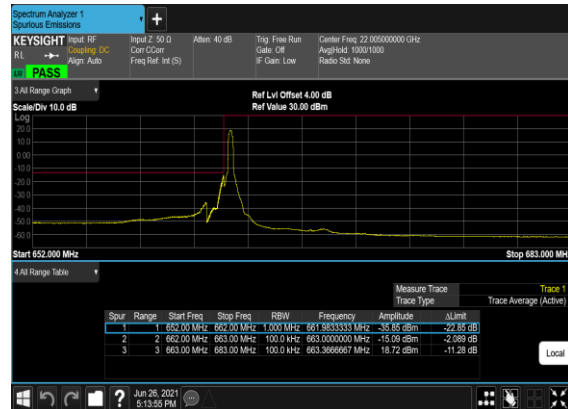 Spectrum Analyzer 1
Spurious Emissions
KEYSIGHT Input: RF Input Z: 50 Ω Atten: 40 dB Trig: Free Run Center Freq: 22.005000000 GHz
RL Coupling: DC Corr CCorr Gate: Off Avg|Hold: 1000/1000
Align: Auto Freq Ref: Int (S) IF Gain: Low Radio Std: None
PASS
3 All Range Graph
Ref Lvl Offset 4.00 dB
Scale/Div 10.0 dB Ref Value 30.00 dBm
Log
20.0
10.0
0.00
-10.0
-20.0
-30.0
-40.0
-50.0
-60.0
Start 652.000 MHz Stop 683.000 MH
4 All Range Table
Measure Trace Trace 1
Trace Type Trace Average (Active)
Spur Range Start Freq Stop Freq RBW Frequency Amplitude ΔLimit
1 1 652.00 MHz 662.00 MHz 1.000 MHz 661.9833333 MHz -35.85 dBm -22.85 dB
2 2 662.00 MHz 663.00 MHz 100.0 kHz 663.0000000 MHz -15.09 dBm -2.089 dB
3 3 663.00 MHz 683.00 MHz 100.0 kHz 663.3666667 MHz 18.72 dBm -11.28 dB
Local
? Jun 26, 2021
5:13:55 PM